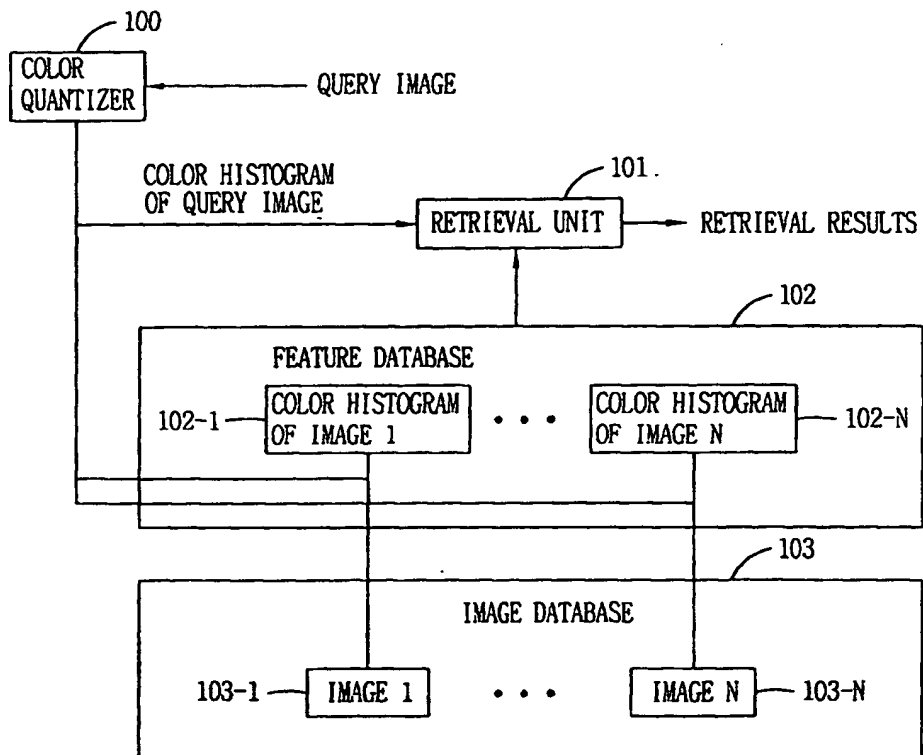 100
COLOR
QUANTIZER
QUERY IMAGE
COLOR HISTOGRAM
OF QUERY IMAGE
101
RETRIEVAL UNIT
RETRIEVAL RESULTS
102
FEATURE DATABASE
102-1
COLOR HISTOGRAM
OF IMAGE 1
• • •
COLOR HISTOGRAM
OF IMAGE N
102-N
103
IMAGE DATABASE
103-1
IMAGE 1
• • •
IMAGE N
103-N